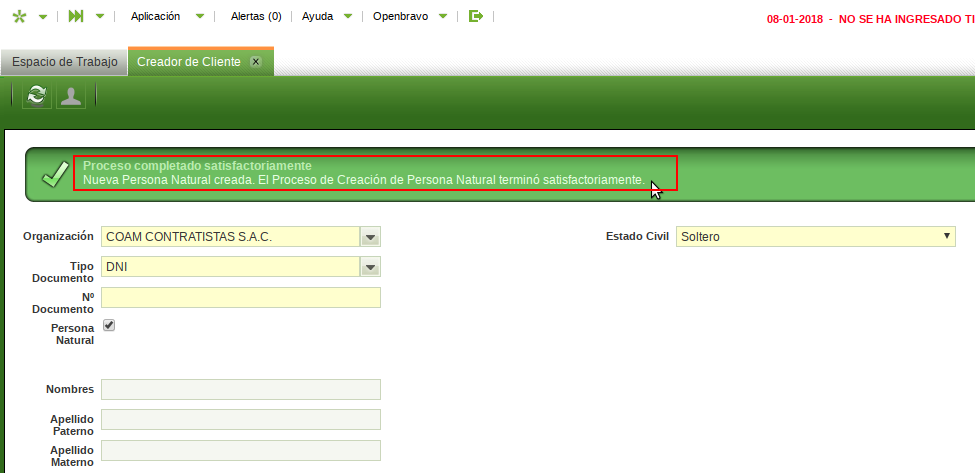 Aplicación Alertas (0) Ayuda Openbravo
08-01-2018 - NO SE HA INGRESADO TI
Espacio de Trabajo Creador de Cliente
Proceso completado satisfactoriamente
Nueva Persona Natural creada. El Proceso de Creación de Persona Natural terminó satisfactoriamente.
Organización COAM CONTRATISTAS S.A.C. Estado Civil Soltero
Tipo
Documento DNI
Nº
Documento
Persona
Natural
Nombres
Apellido
Paterno
Apellido
Materno